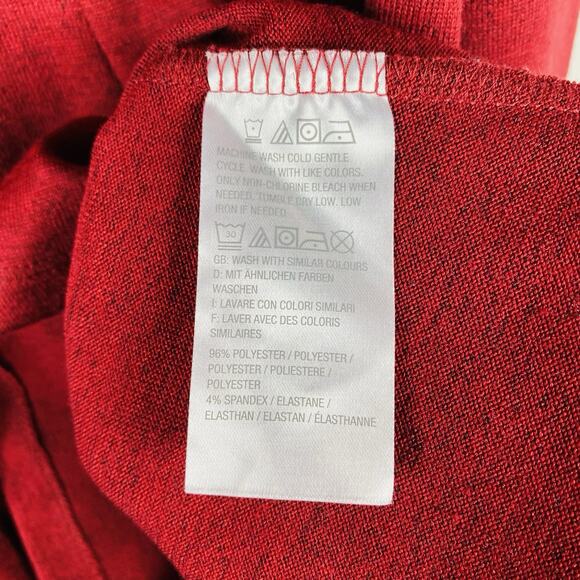 MACHINE WASH COLD GENTLE
CYCLE. WASH WITH LIKE COLORS.
ONLY NON-CHLORINE BLEACH WHEN
NEEDED. TUMBLE DRY LOW. LOW
IRON IF NEEDED.
30
GB: WASH WITH SIMILAR COLOURS
D: MIT ÄHNLICHEN FARBEN
WASCHEN
I: LAVARE CON COLORI SIMILARI
F: LAVER AVEC DES COLORIS
SIMILAIRES
96% POLYESTER / POLYESTER /
POLYESTER / POLIESTERE /
POLYESTER
4% SPANDEX / ELASTANE /
ELASTHAN / ELASTAN / ÉLASTHANNE